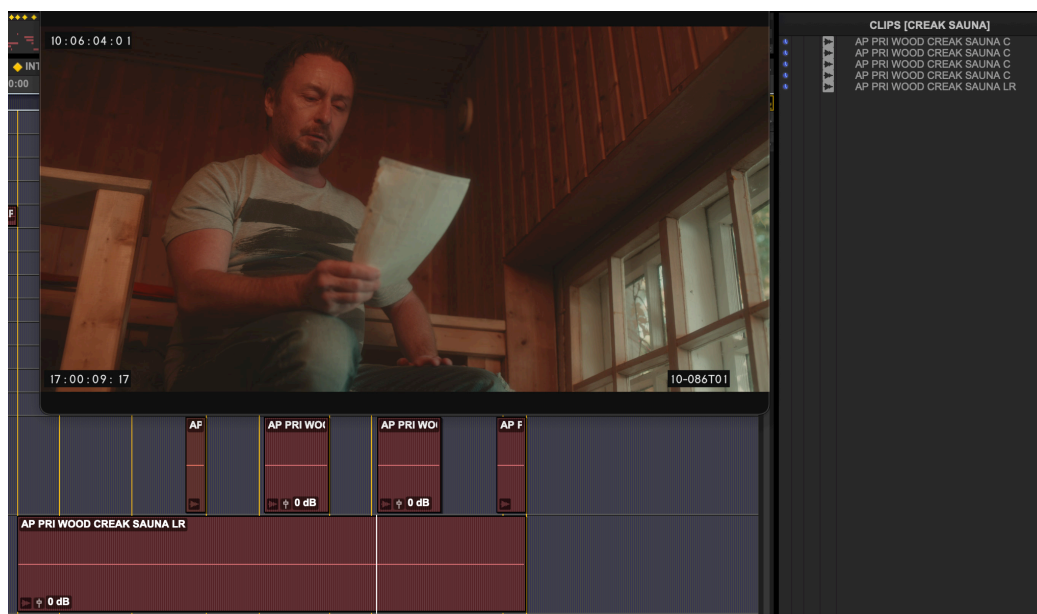 CLIPS [CREAK SAUNA]
AP PRI WOOD CREAK SAUNA C
AP PRI WOOD CREAK SAUNA C
AP PRI WOOD CREAK SAUNA C
AP PRI WOOD CREAK SAUNA C
AP PRI WOOD CREAK SAUNA LR
10:06:04:01
INT
0:00
17:00:09:17
10-086T01
AP
AP PRI WOO
AP PRI WOO
AP P
0 dB
0 dB
AP PRI WOOD CREAK SAUNA LR
0 dB